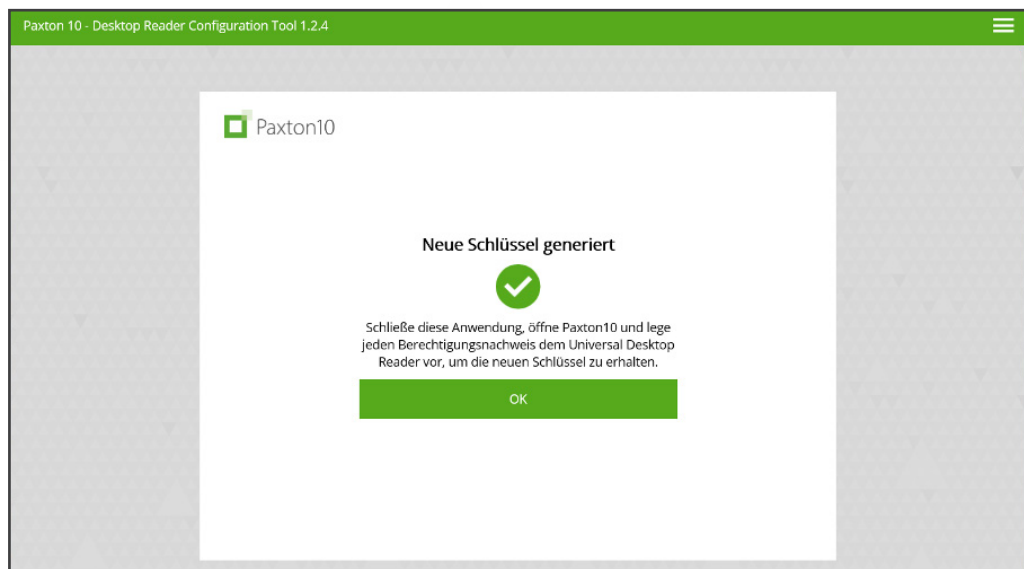 Paxton 10 - Desktop Reader Configuration Tool 1.2.4
Paxton10
Neue Schlüssel generiert
Schließe diese Anwendung, öffne Paxton10 und lege
jeden Berechtigungsnachweis dem Universal Desktop
Reader vor, um die neuen Schlüssel zu erhalten.
OK